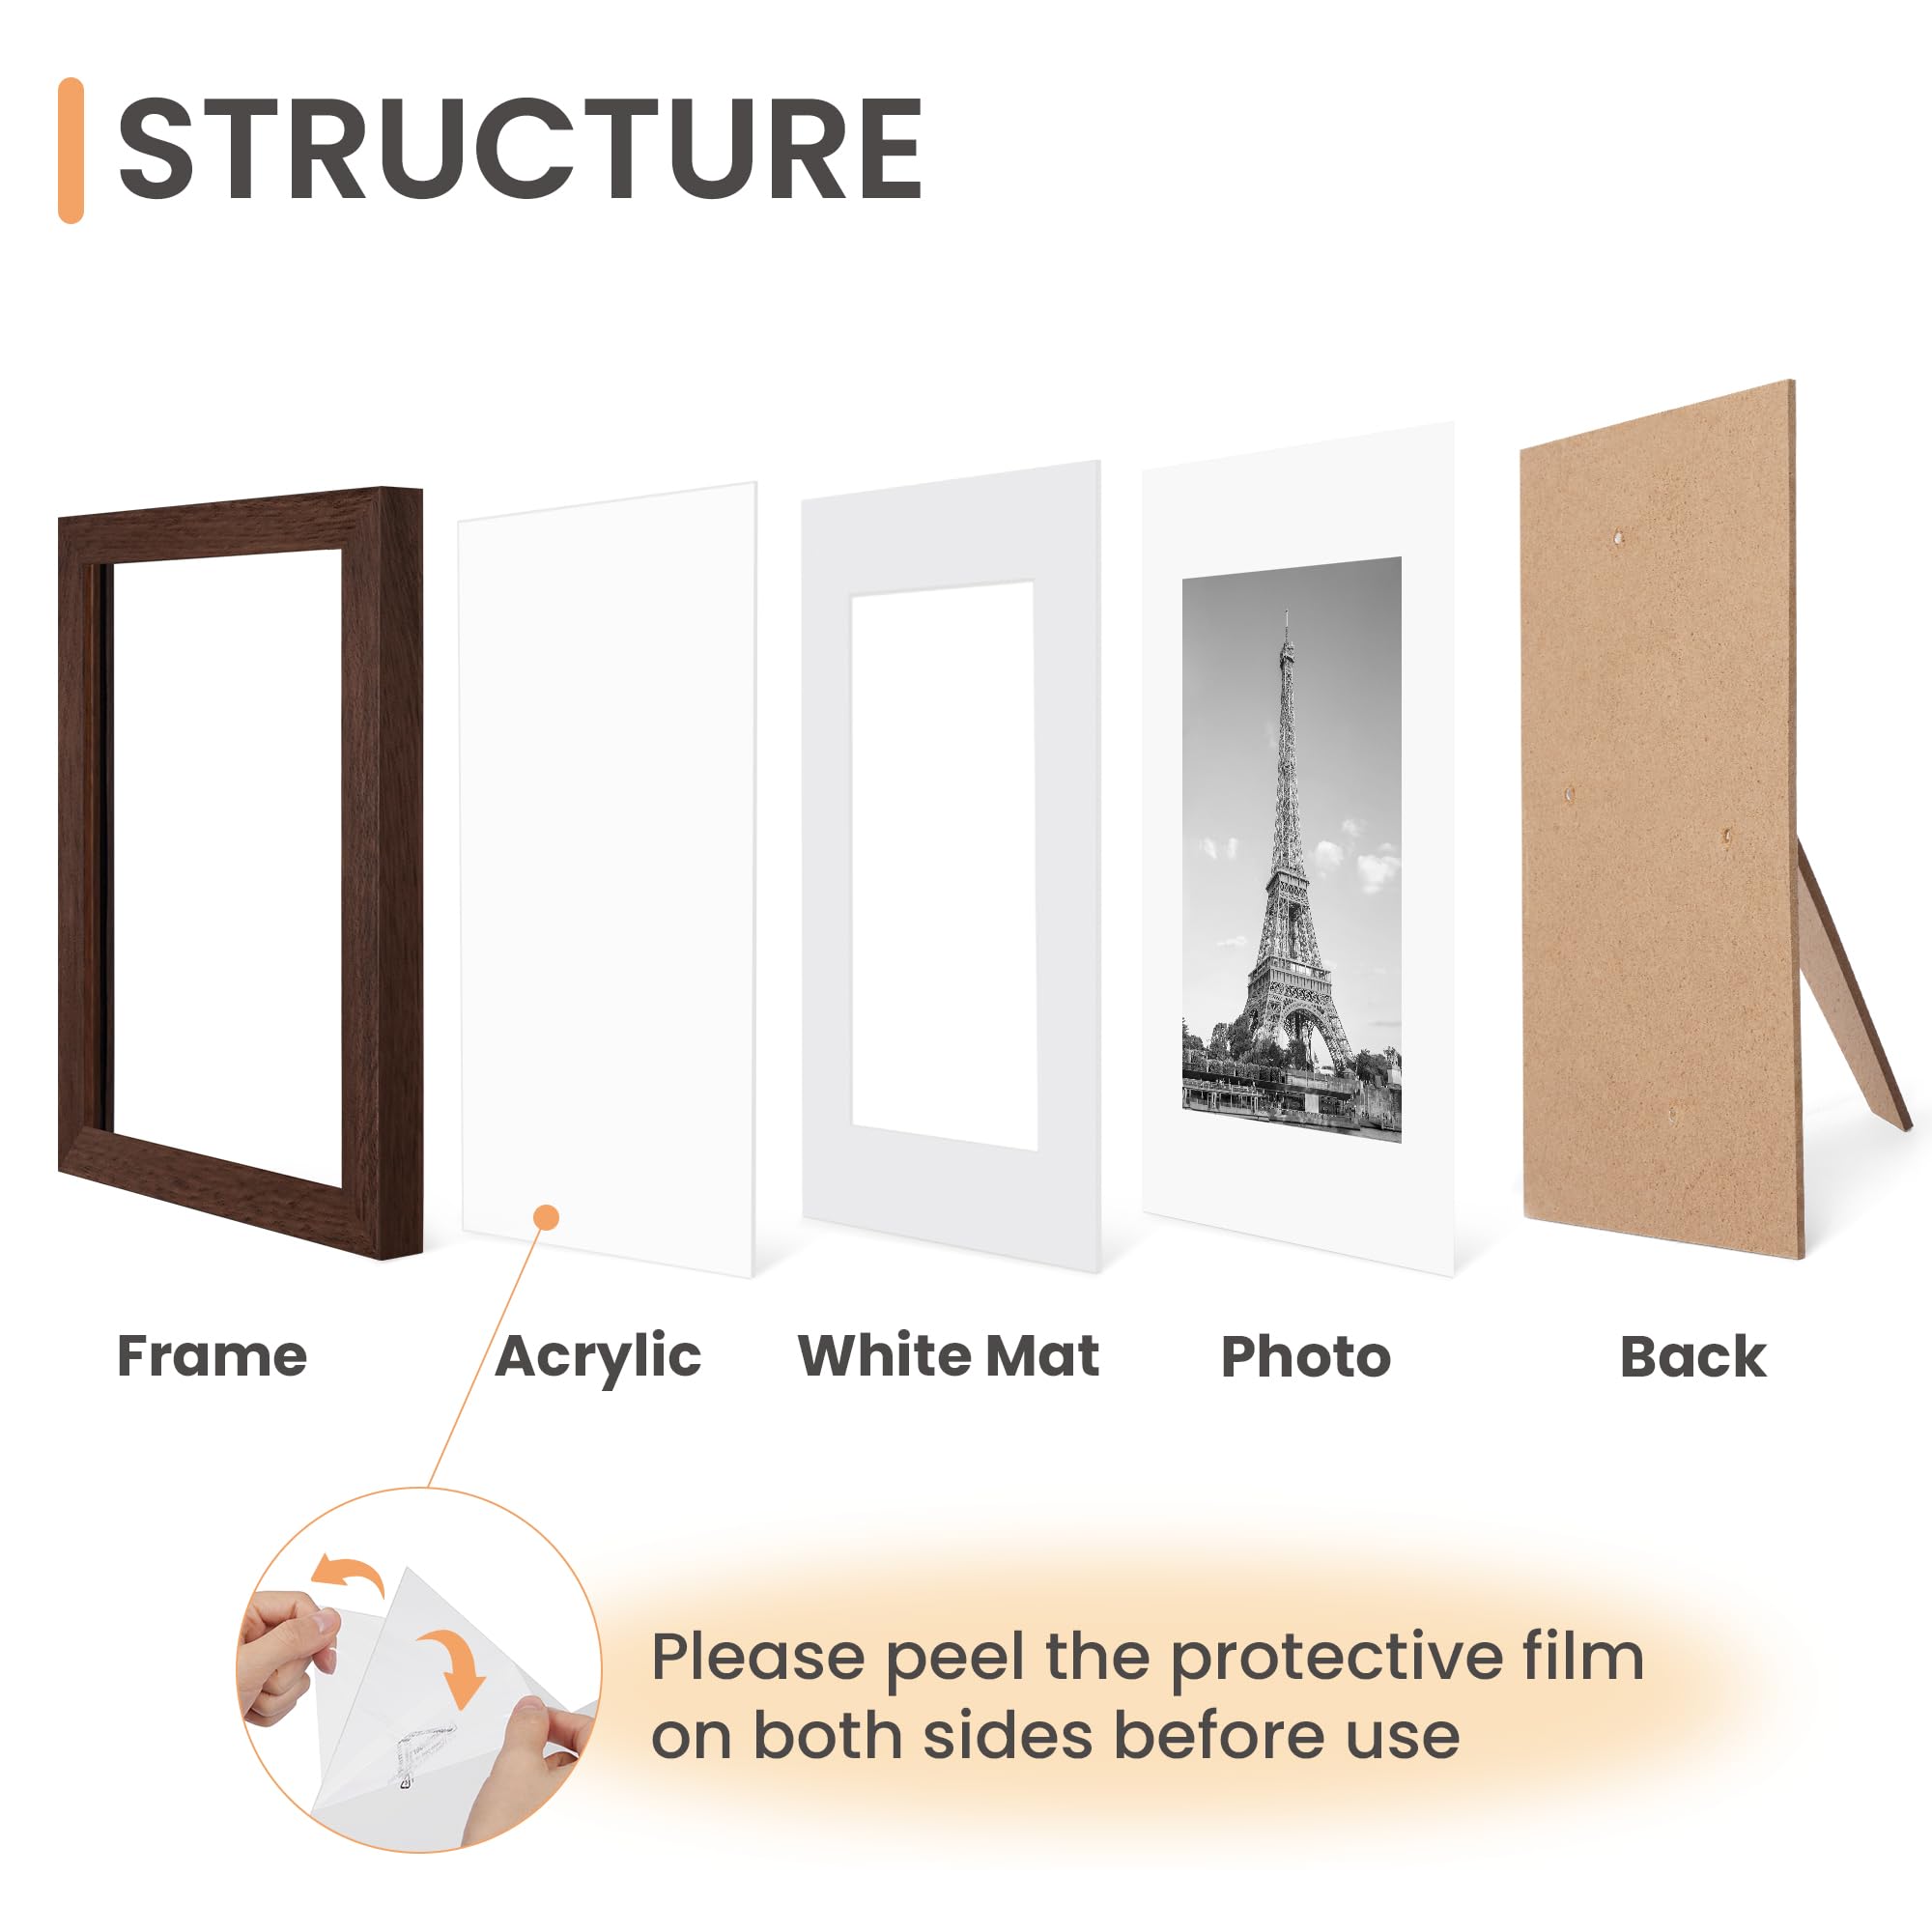 STRUCTURE
Frame
Acrylic
White Mat
Photo
Back
Please peel the protective film
on both sides before use